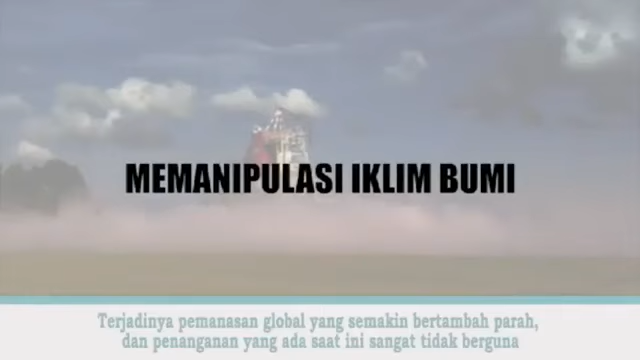 MEMANIPULASI IKLIM BUMI
Terjadinya pemanasan global yang semakin bertambah parah,
dan penanganan yang ada saat ini sangat tidak berguna